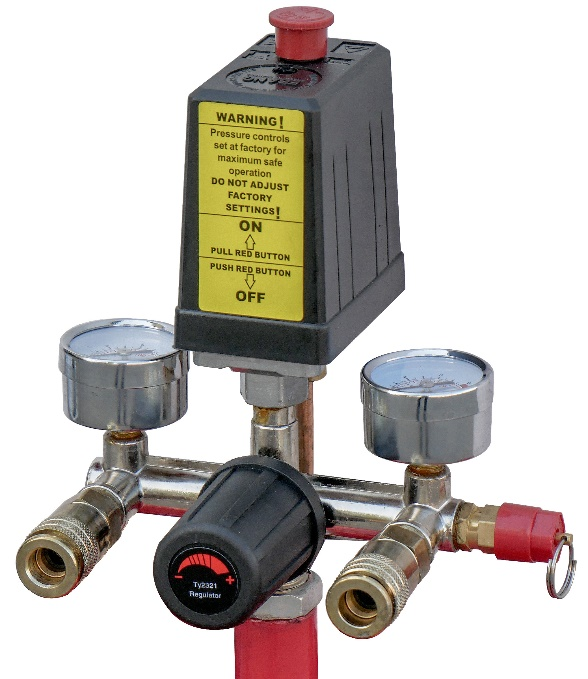 WARNING!
Pressure controls
set at factory for
maximum safe
operation
DO NOT ADJUST
FACTORY
SETTINGS!
ON
PULL RED BUTTON
PUSH RED BUTTON
OFF
- +
Ty2321
Regulator